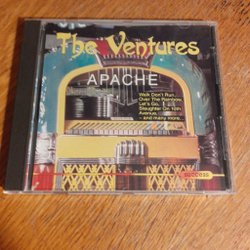 The Ventures
APACHE
Walk Don't Run,
Over The Rainbow,
Let's Go,
Slaughter On 10th
Avenue,
- and many more...
success